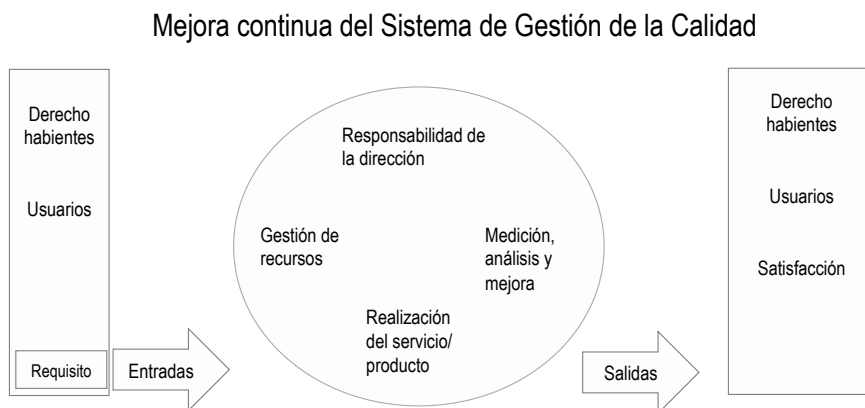 Mejora continua del Sistema de Gestión de la Calidad
Derecho
habientes
Usuarios
Requisito
Entradas
Responsabilidad de
la dirección
Gestión de
recursos
Medición,
análisis y
mejora
Realización
del servicio/
producto
Salidas
Derecho
habientes
Usuarios
Satisfacción